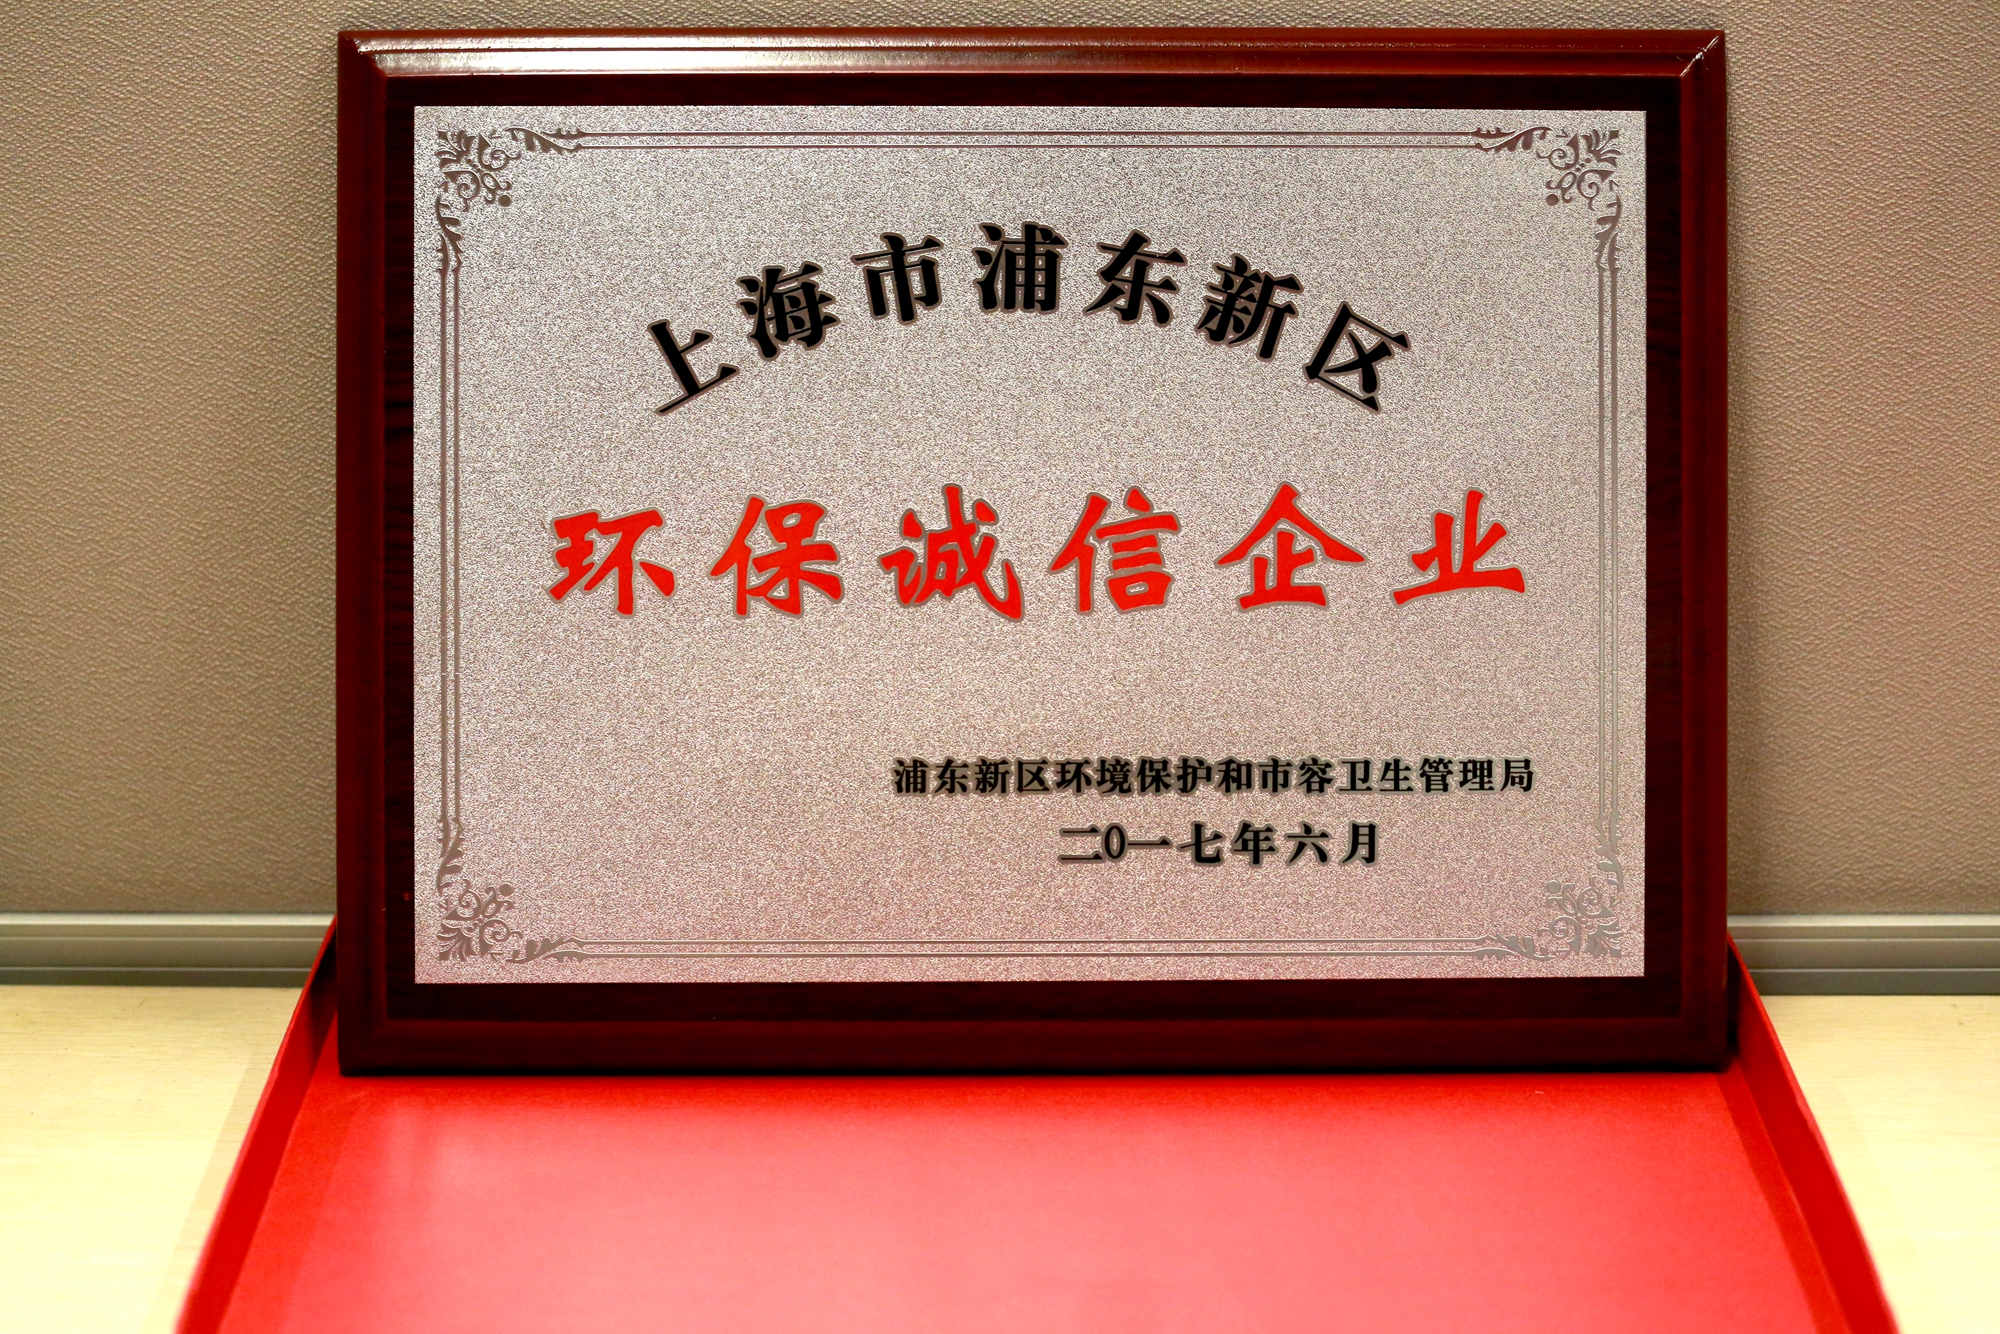 上海市浦东新区
环保诚信企业
浦东新区环境保护和市容卫生管理局
二0一七年六月